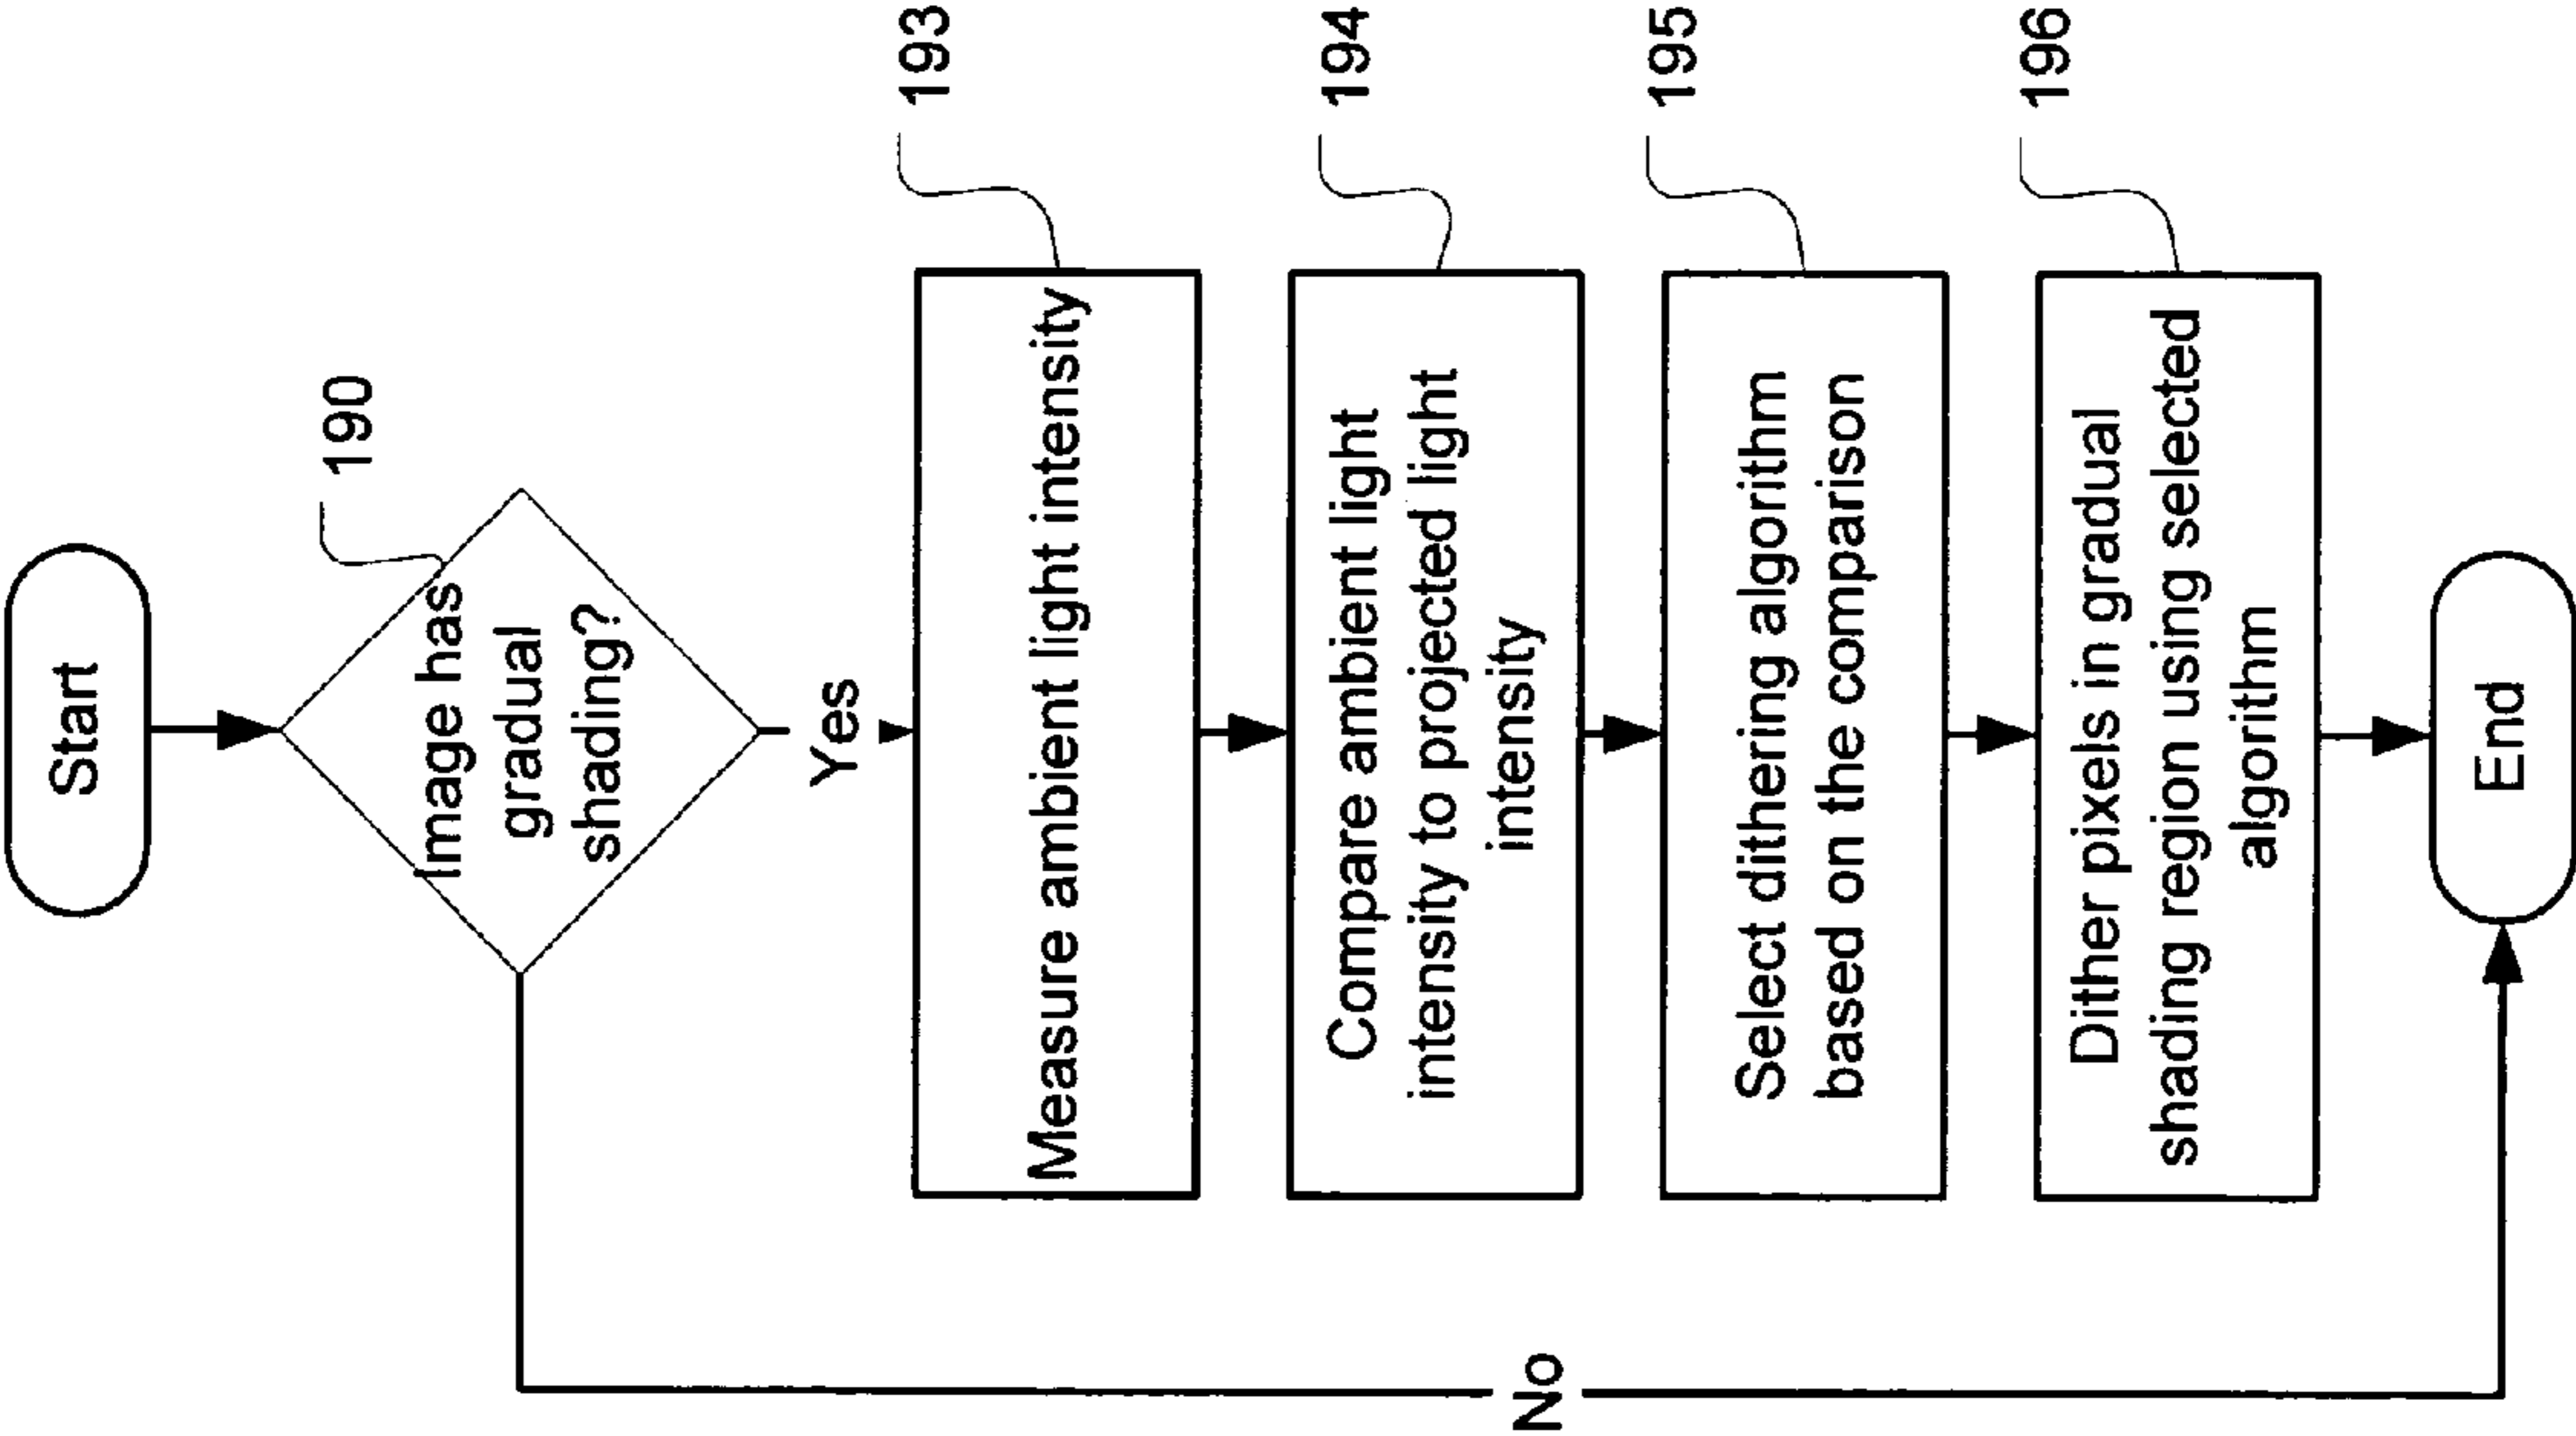 Start
190
Image has
gradual
shading?
Yes
193
Measure ambient light intensity
194
Compare ambient light
intensity to projected light
intensity
195
Select dithering algorithm
based on the comparison
196
Dither pixels in gradual
shading region using selected
algorithm
No
End